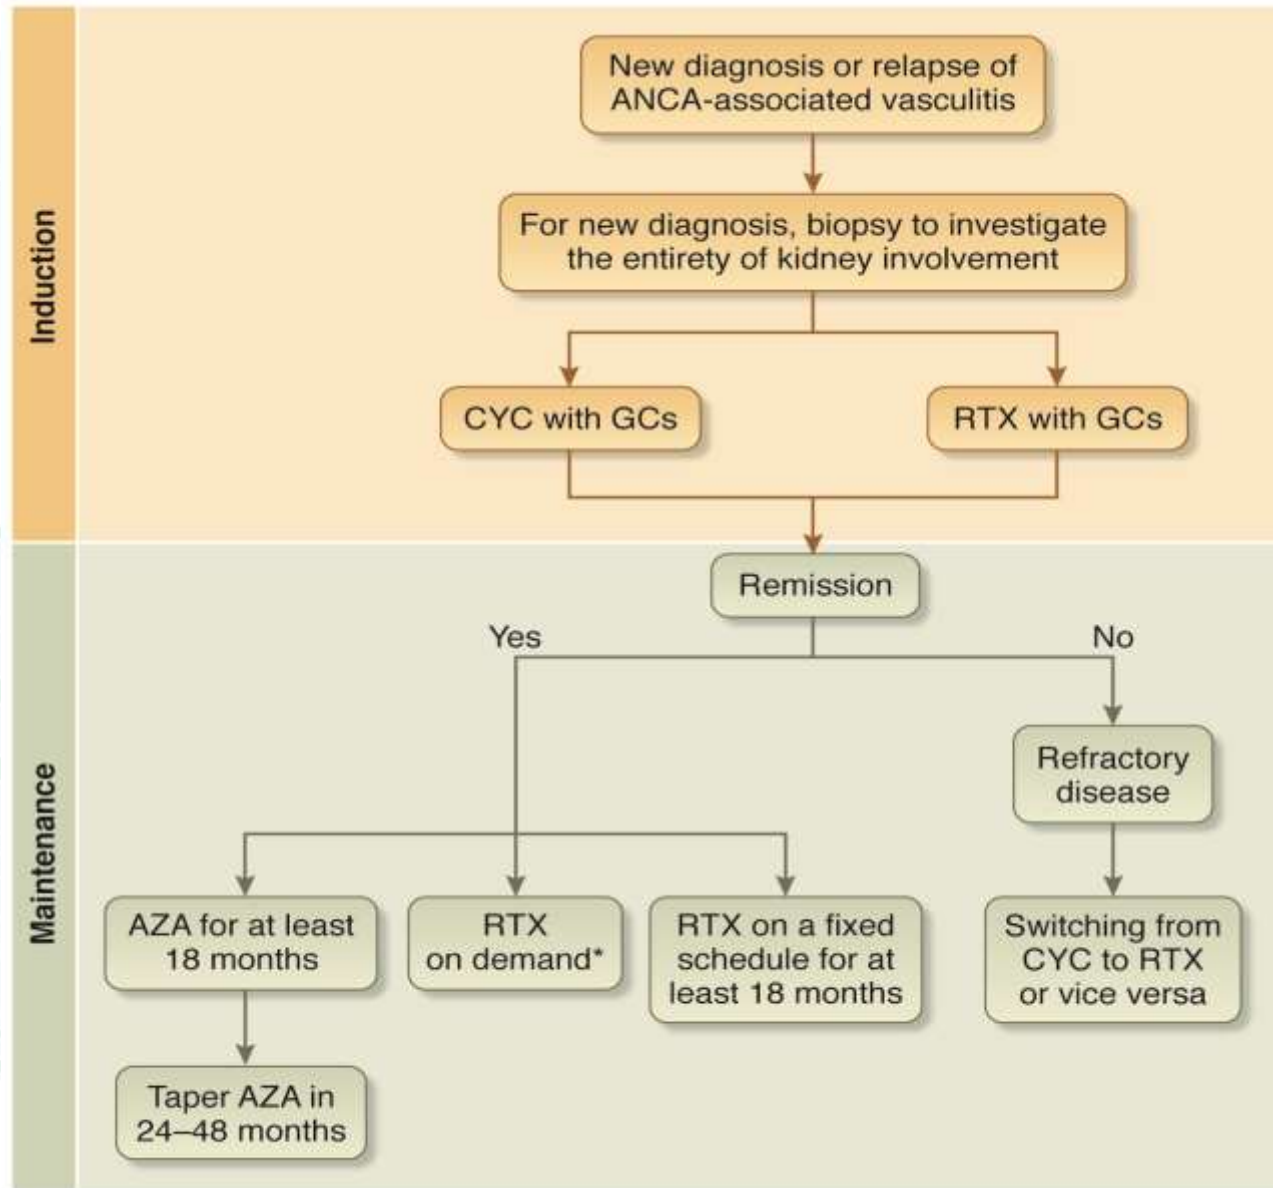 Induction
New diagnosis or relapse of
ANCA-associated vasculitis
For new diagnosis, biopsy to investigate
the entirety of kidney involvement
CYC with GCs
RTX with GCs
Maintenance
Remission
Yes
No
Refractory
disease
AZA for at least
18 months
RTX
on demand*
RTX on a fixed
schedule for at
least 18 months
Switching from
CYC to RTX
or vice versa
Taper AZA in
24–48 months